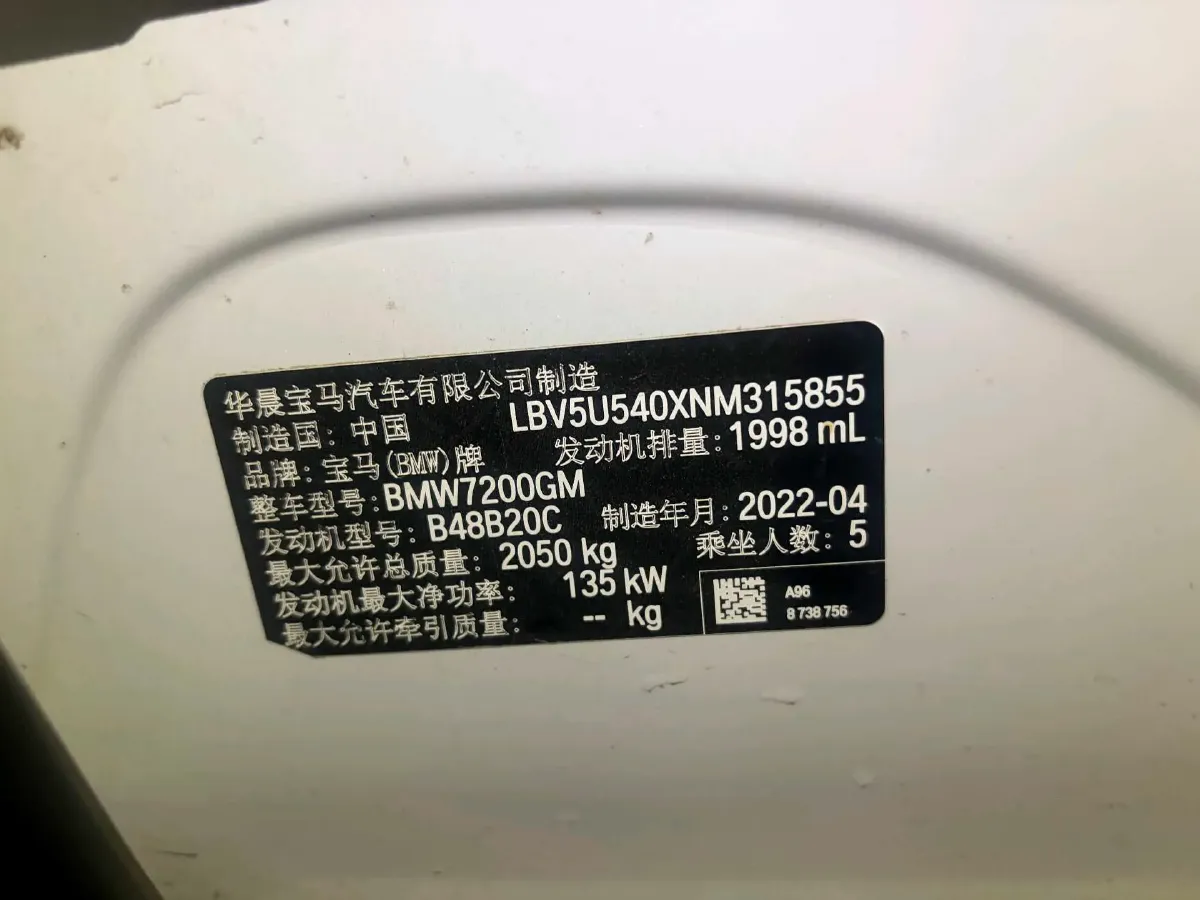 华晨宝马汽车有限公司制造
制造国：中国 LBV5U540XNM315855
品牌：宝马(BMW)牌 发动机排量：1998 mL
整车型号：BMW7200GM
发动机型号：B48B20C 制造年月：2022-04
最大允许总质量：2050 kg 乘坐人数：5
发动机最大净功率：135 kW
最大允许牵引质量：-- kg
A96
8 738 756